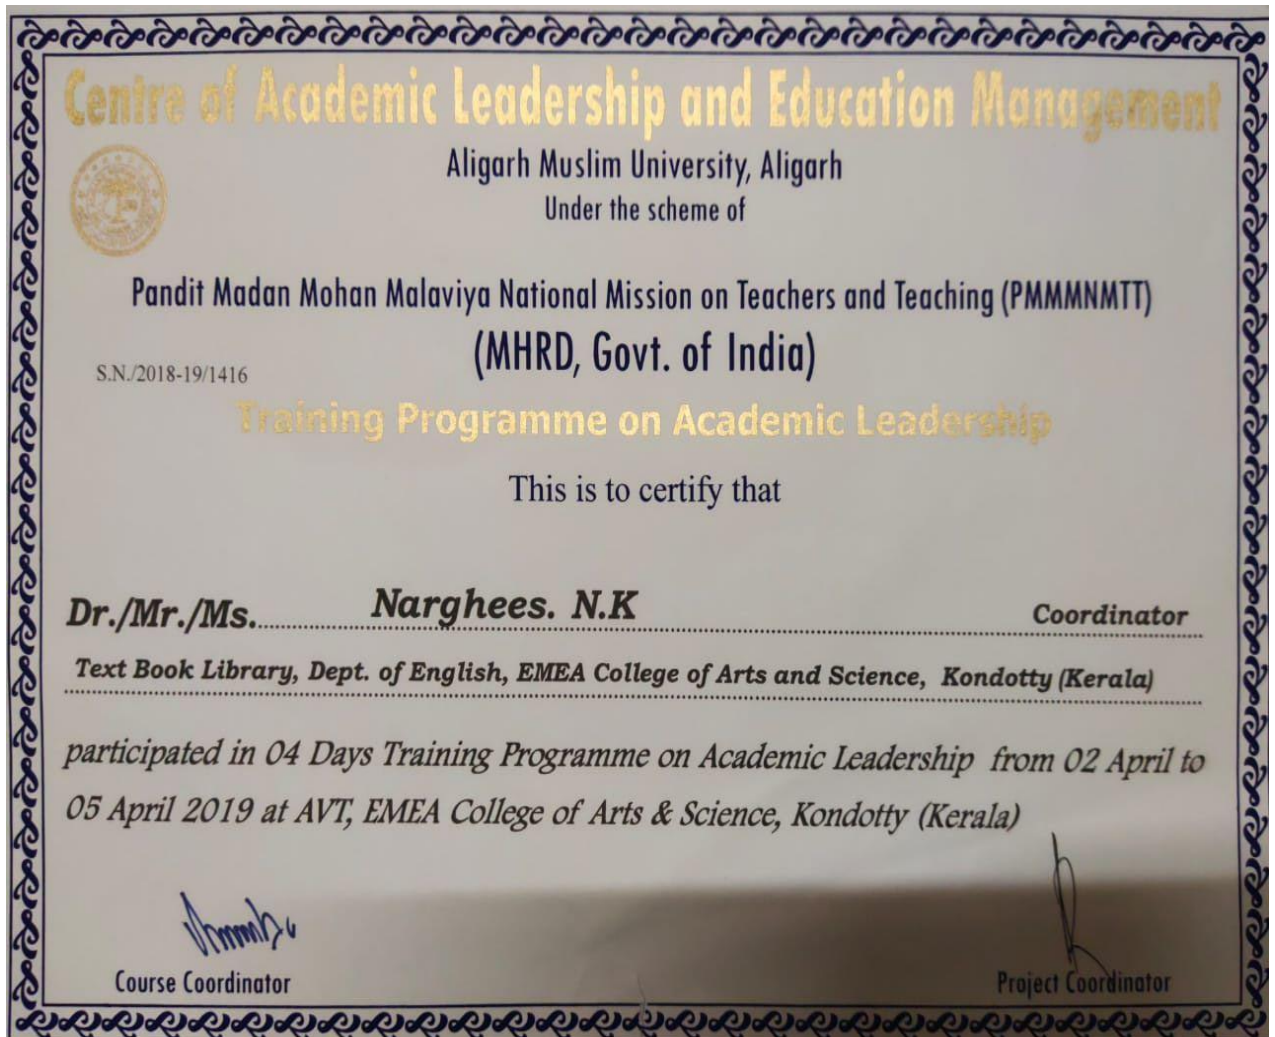 Centre of Academic Leadership and Education Management
Aligarh Muslim University, Aligarh
Under the scheme of
Pandit Madan Mohan Malaviya National Mission on Teachers and Teaching (PMMMNMTT)
(MHRD, Govt. of India)
S.N./2018-19/1416
Training Programme on Academic Leadership
This is to certify that
Dr./Mr./Ms. Narghees. N.K Coordinator
Text Book Library, Dept. of English, EMEA College of Arts and Science, Kondotty (Kerala)
participated in 04 Days Training Programme on Academic Leadership from 02 April to
05 April 2019 at AVT, EMEA College of Arts & Science, Kondotty (Kerala)
Course Coordinator Project Coordinator